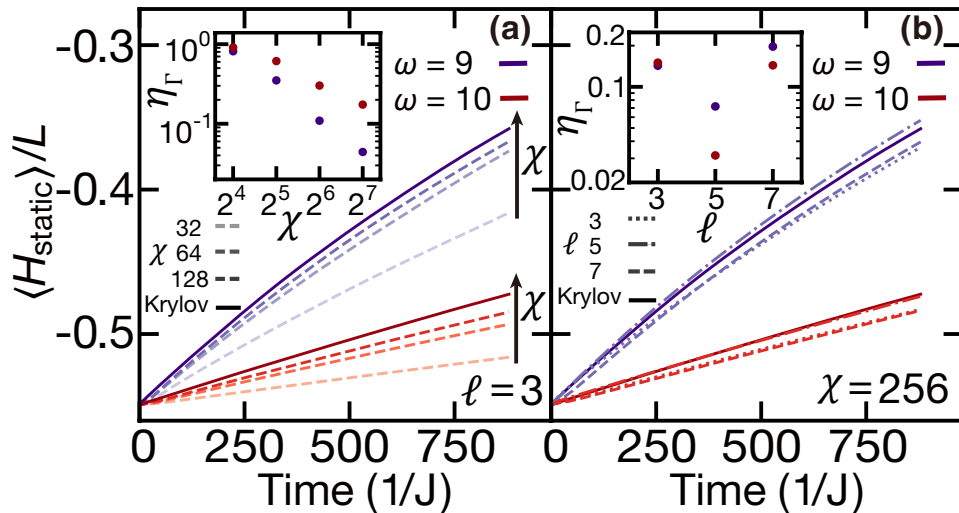 (a)
(b)
⟨H_static⟩/L
-0.3
-0.4
-0.5
η_Γ
10^0
10^-1
2^4 2^5 2^6 2^7
χ
ω = 9
ω = 10
χ
χ
32
χ 64
128
Krylov
ℓ = 3
0 250 500 750
Time (1/J)
η_Γ
0.2
0.1
0.02
3 5 7
ℓ
ω = 9
ω = 10
3
ℓ 5
7
Krylov
χ = 256
0 250 500 750
Time (1/J)